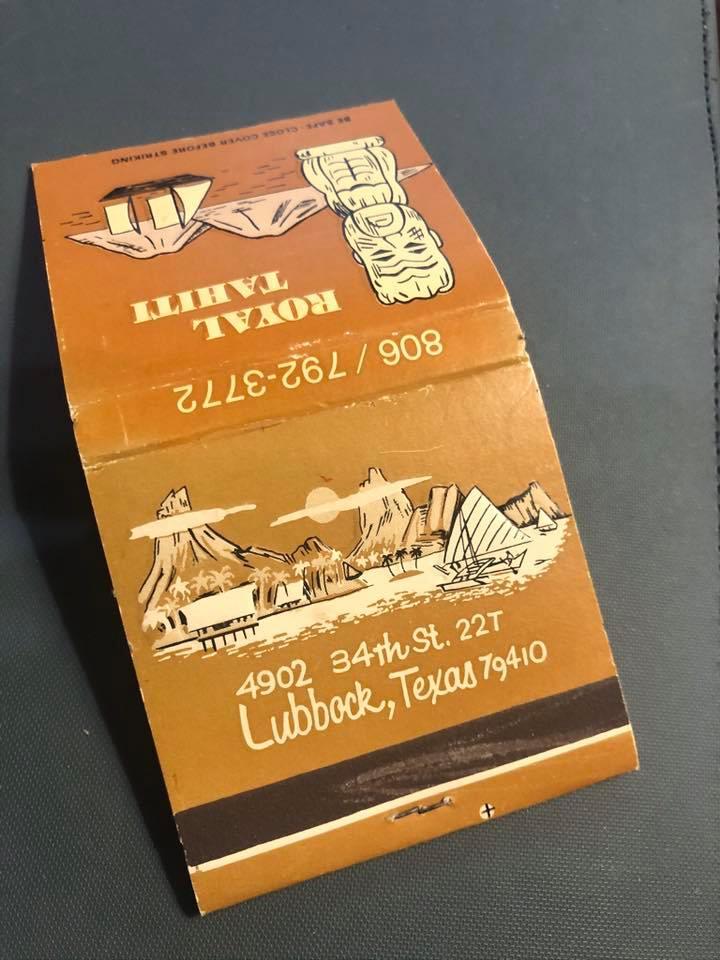 BE SAFE - CLOSE COVER BEFORE STRIKING
ROYAL
TAHITI
806 / 792-3772
4902 34th St. 22T
Lubbock, Texas 79410